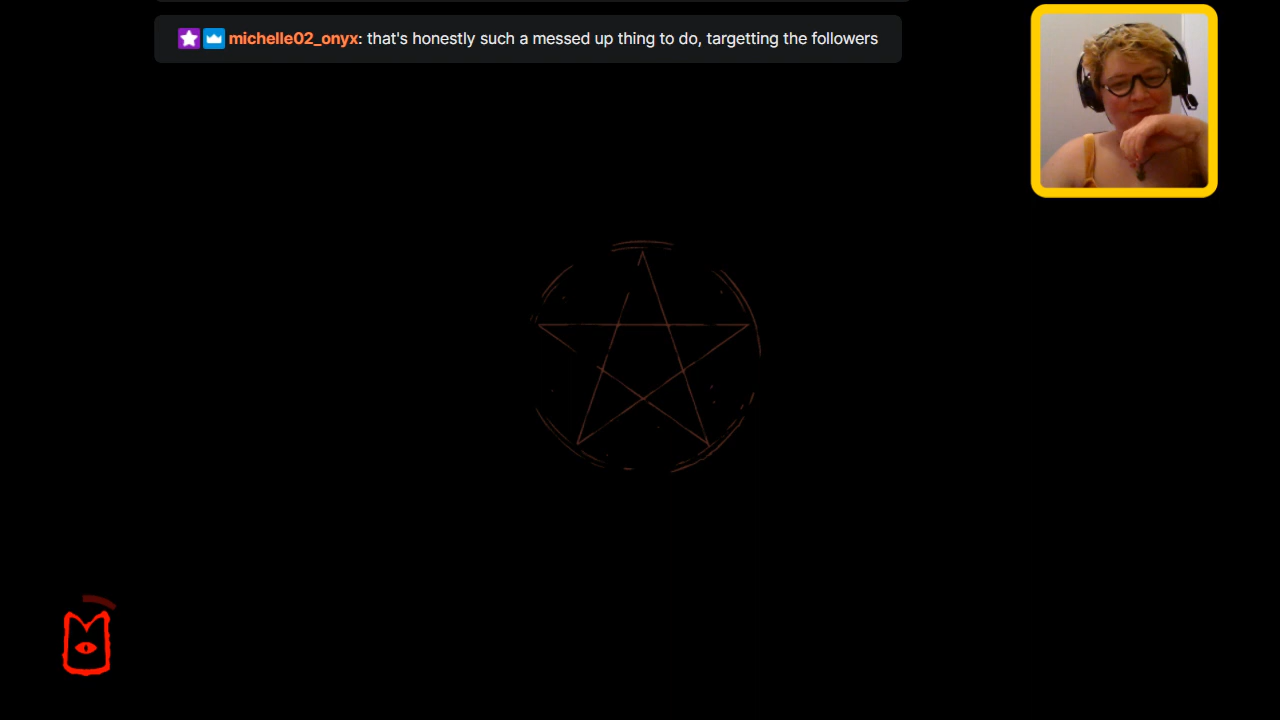 michelle02_onyx: that's honestly such a messed up thing to do, targetting the followers